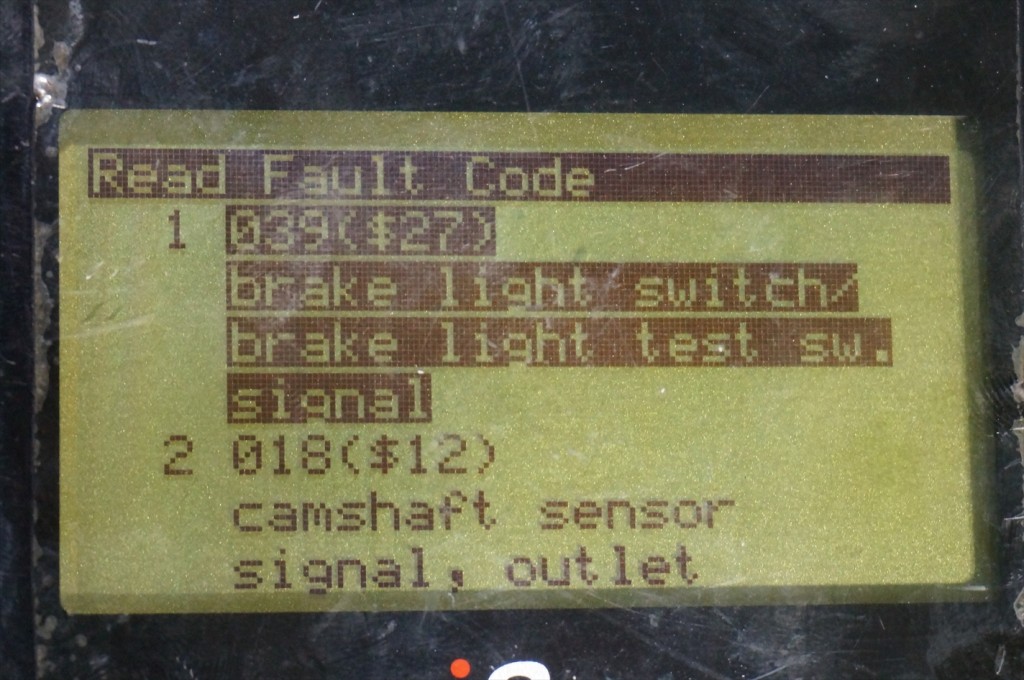 Read Fault Code
1 039($27)
brake light switch/
brake light test sw.
signal
2 018($12)
camshaft sensor
signal, outlet